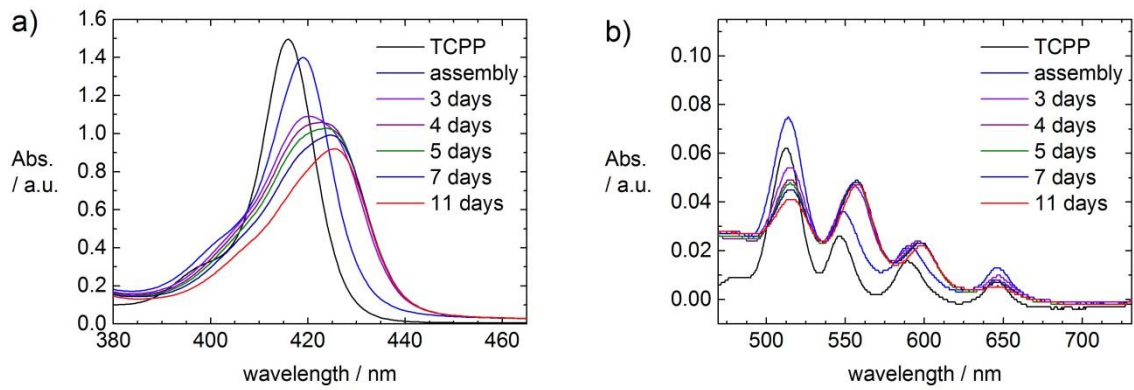 a)
1.6
1.4
1.2
1.0
Abs.
/ a.u.
0.8
0.6
0.4
0.2
0.0
380 400 420 440 460
wavelength / nm
TCPP
assembly
3 days
4 days
5 days
7 days
11 days
b)
0.10
0.08
0.06
Abs.
/ a.u.
0.04
0.02
0.00
500 550 600 650 700
wavelength / nm
TCPP
assembly
3 days
4 days
5 days
7 days
11 days